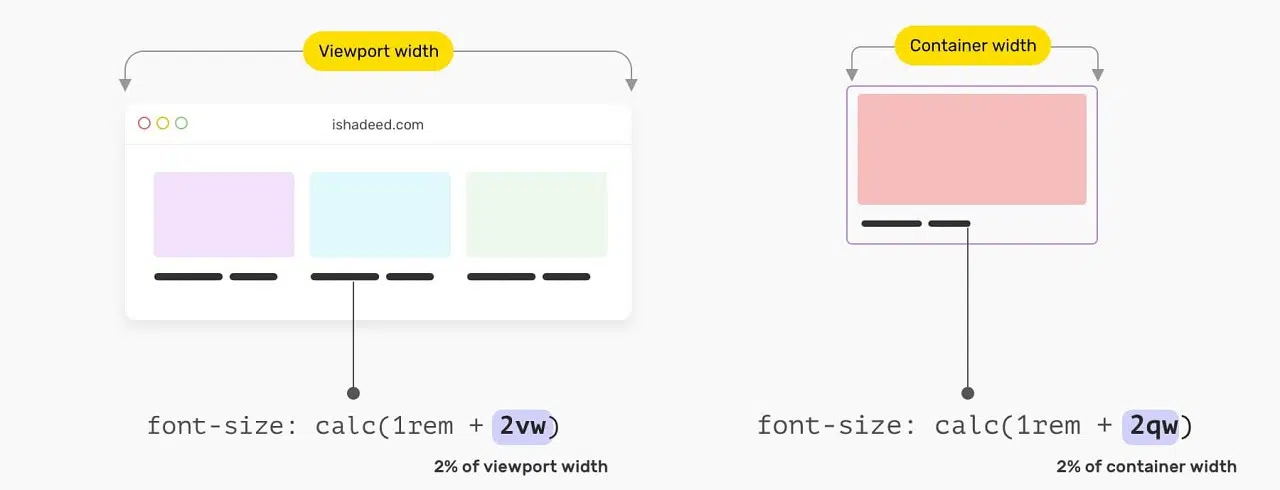 Viewport width
Container width
ishadeed.com
font-size: calc(1rem + 2vw)
2% of viewport width
font-size: calc(1rem + 2qw)
2% of container width